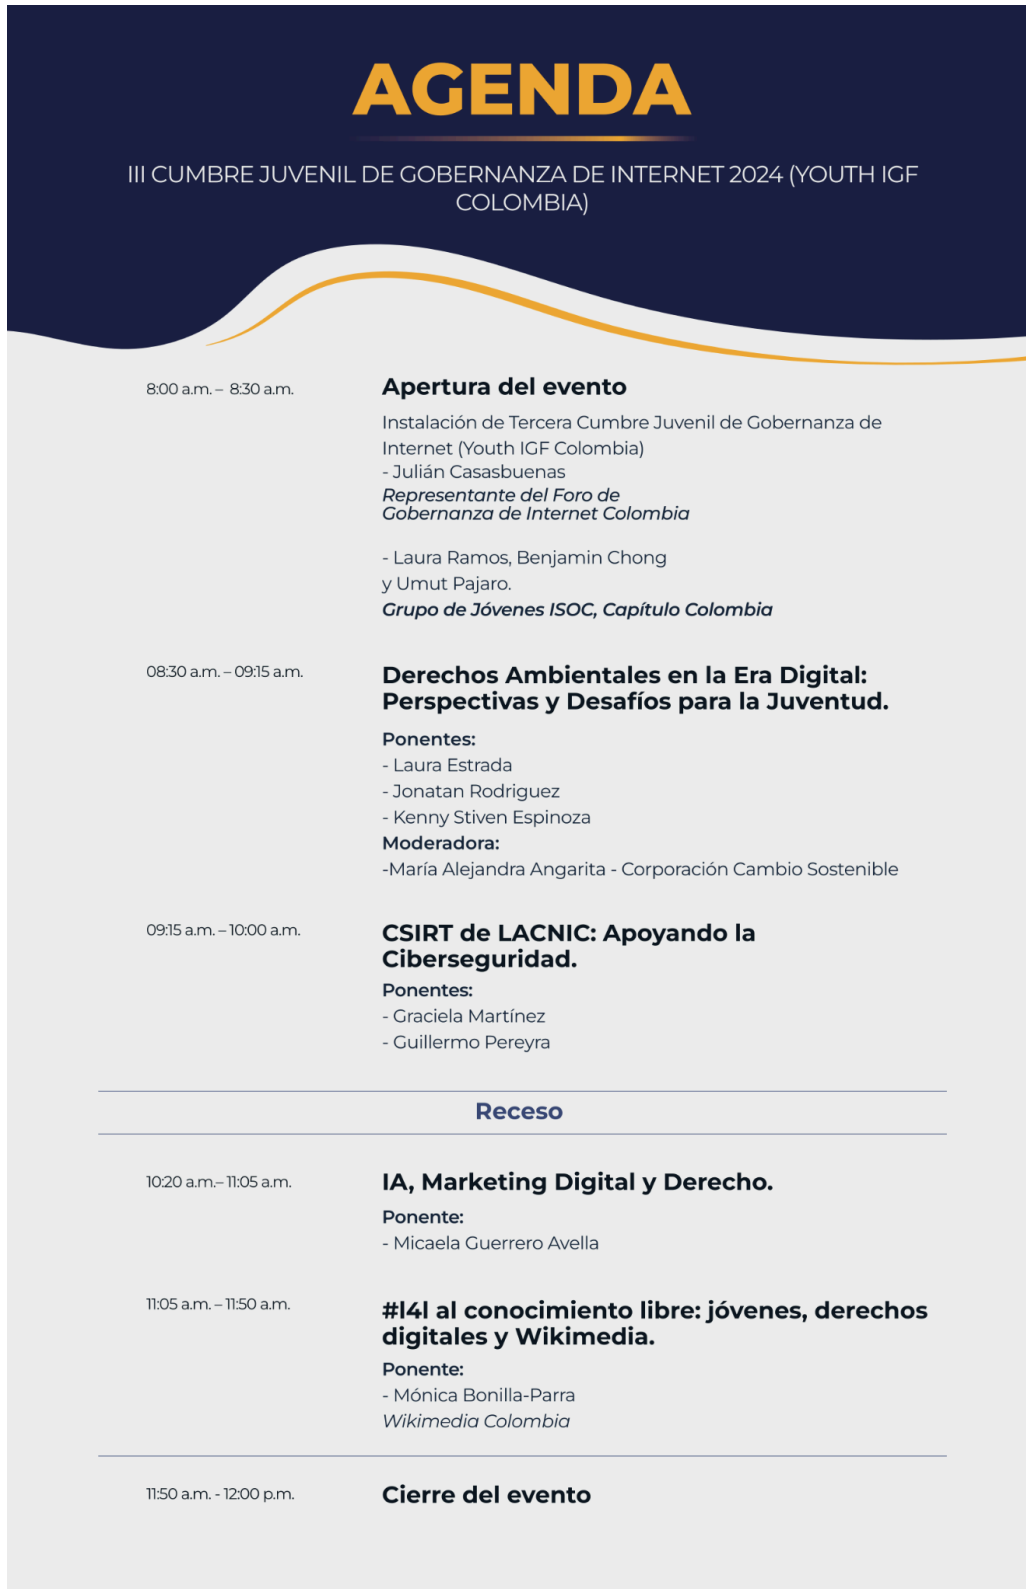 AGENDA
III CUMBRE JUVENIL DE GOBERNANZA DE INTERNET 2024 (YOUTH IGF
COLOMBIA)
8:00 a.m. – 8:30 a.m.
Apertura del evento
Instalación de Tercera Cumbre Juvenil de Gobernanza de
Internet (Youth IGF Colombia)
- Julián Casasbuenas
Representante del Foro de
Gobernanza de Internet Colombia
- Laura Ramos, Benjamin Chong
y Umut Pajaro.
Grupo de Jóvenes ISOC, Capítulo Colombia
08:30 a.m. – 09:15 a.m.
Derechos Ambientales en la Era Digital:
Perspectivas y Desafíos para la Juventud.
Ponentes:
- Laura Estrada
- Jonatan Rodriguez
- Kenny Stiven Espinoza
Moderadora:
-María Alejandra Angarita - Corporación Cambio Sostenible
09:15 a.m. – 10:00 a.m.
CSIRT de LACNIC: Apoyando la
Ciberseguridad.
Ponentes:
- Graciela Martínez
- Guillermo Pereyra
Receso
10:20 a.m.– 11:05 a.m.
IA, Marketing Digital y Derecho.
Ponente:
- Micaela Guerrero Avella
11:05 a.m. – 11:50 a.m.
#l4l al conocimiento libre: jóvenes, derechos
digitales y Wikimedia.
Ponente:
- Mónica Bonilla-Parra
Wikimedia Colombia
11:50 a.m. - 12:00 p.m.
Cierre del evento